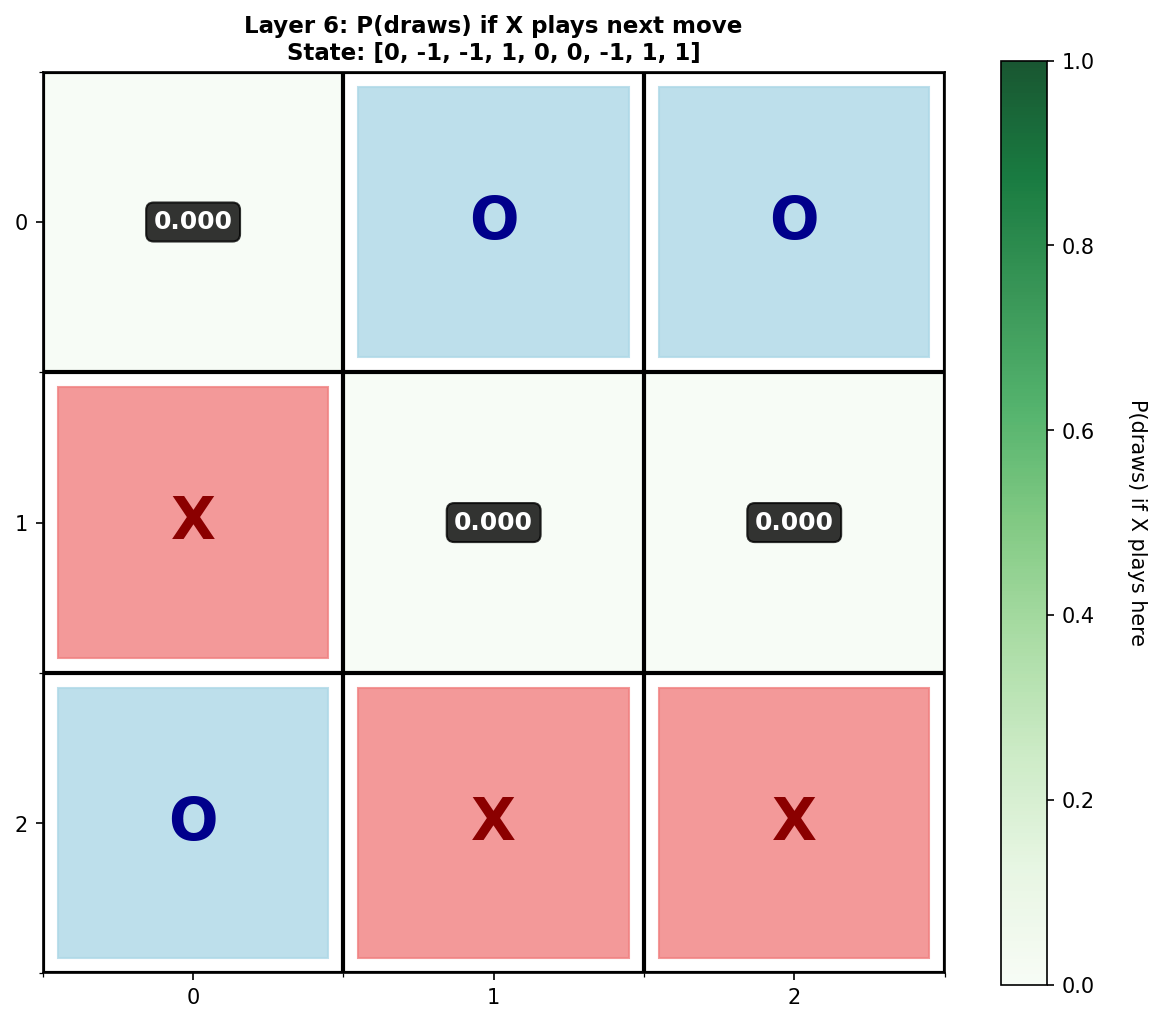 Layer 6: P(draws) if X plays next move
State: [0, -1, -1, 1, 0, 0, -1, 1, 1]
0
0.000
O
O
1
X
0.000
0.000
2
O
X
X
0
1
2
1.0
0.8
0.6
0.4
0.2
0.0
P(draws) if X plays here